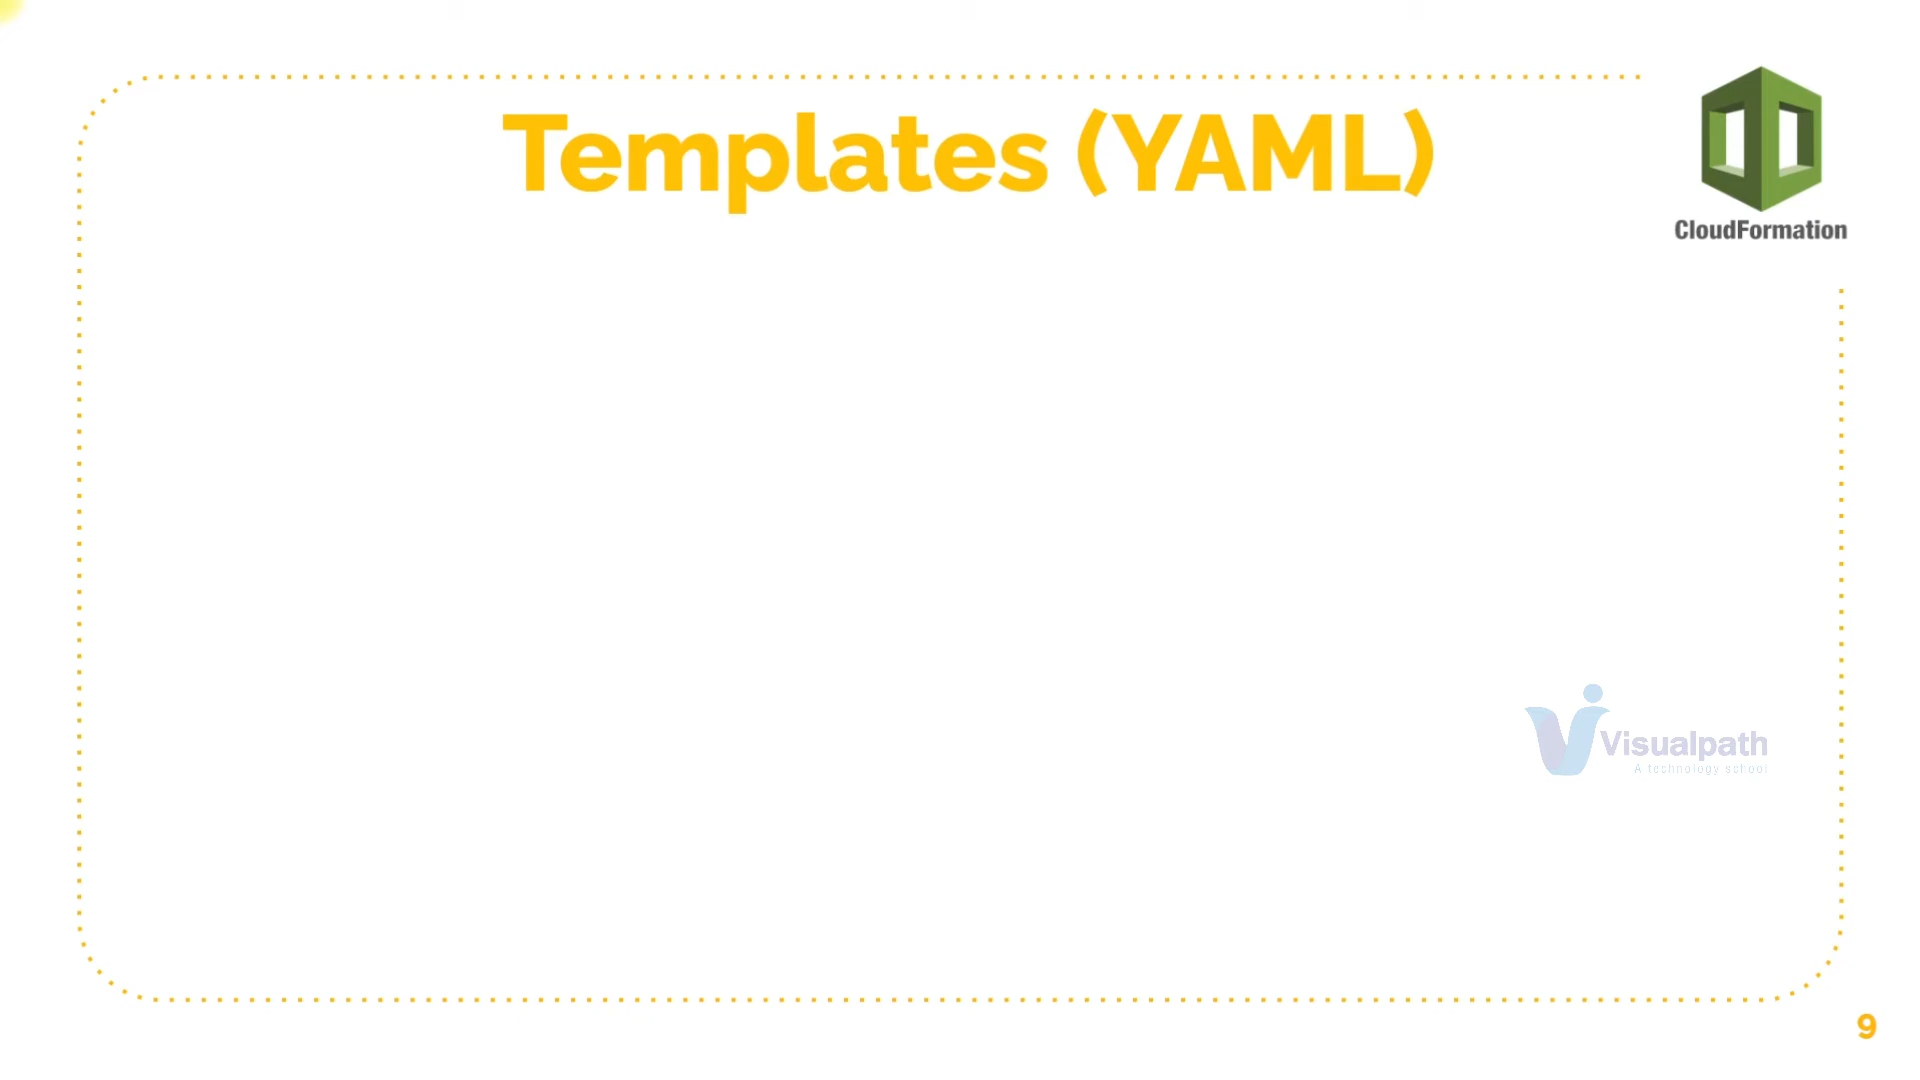 Templates (YAML)
CloudFormation
Visualpath
A technology school
9